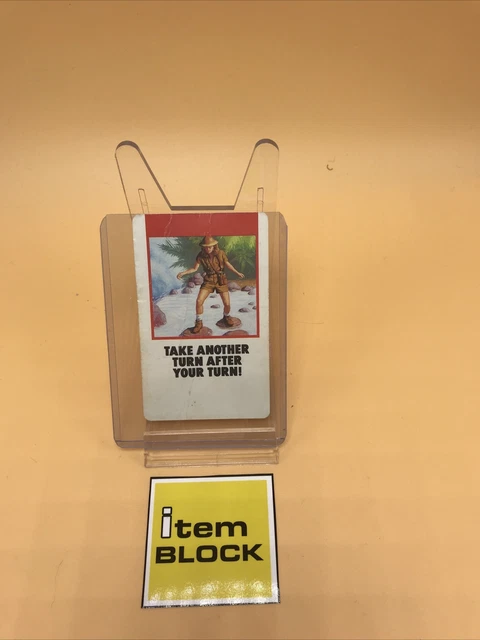 TAKE ANOTHER
TURN AFTER
YOUR TURN!
item
BLOCK